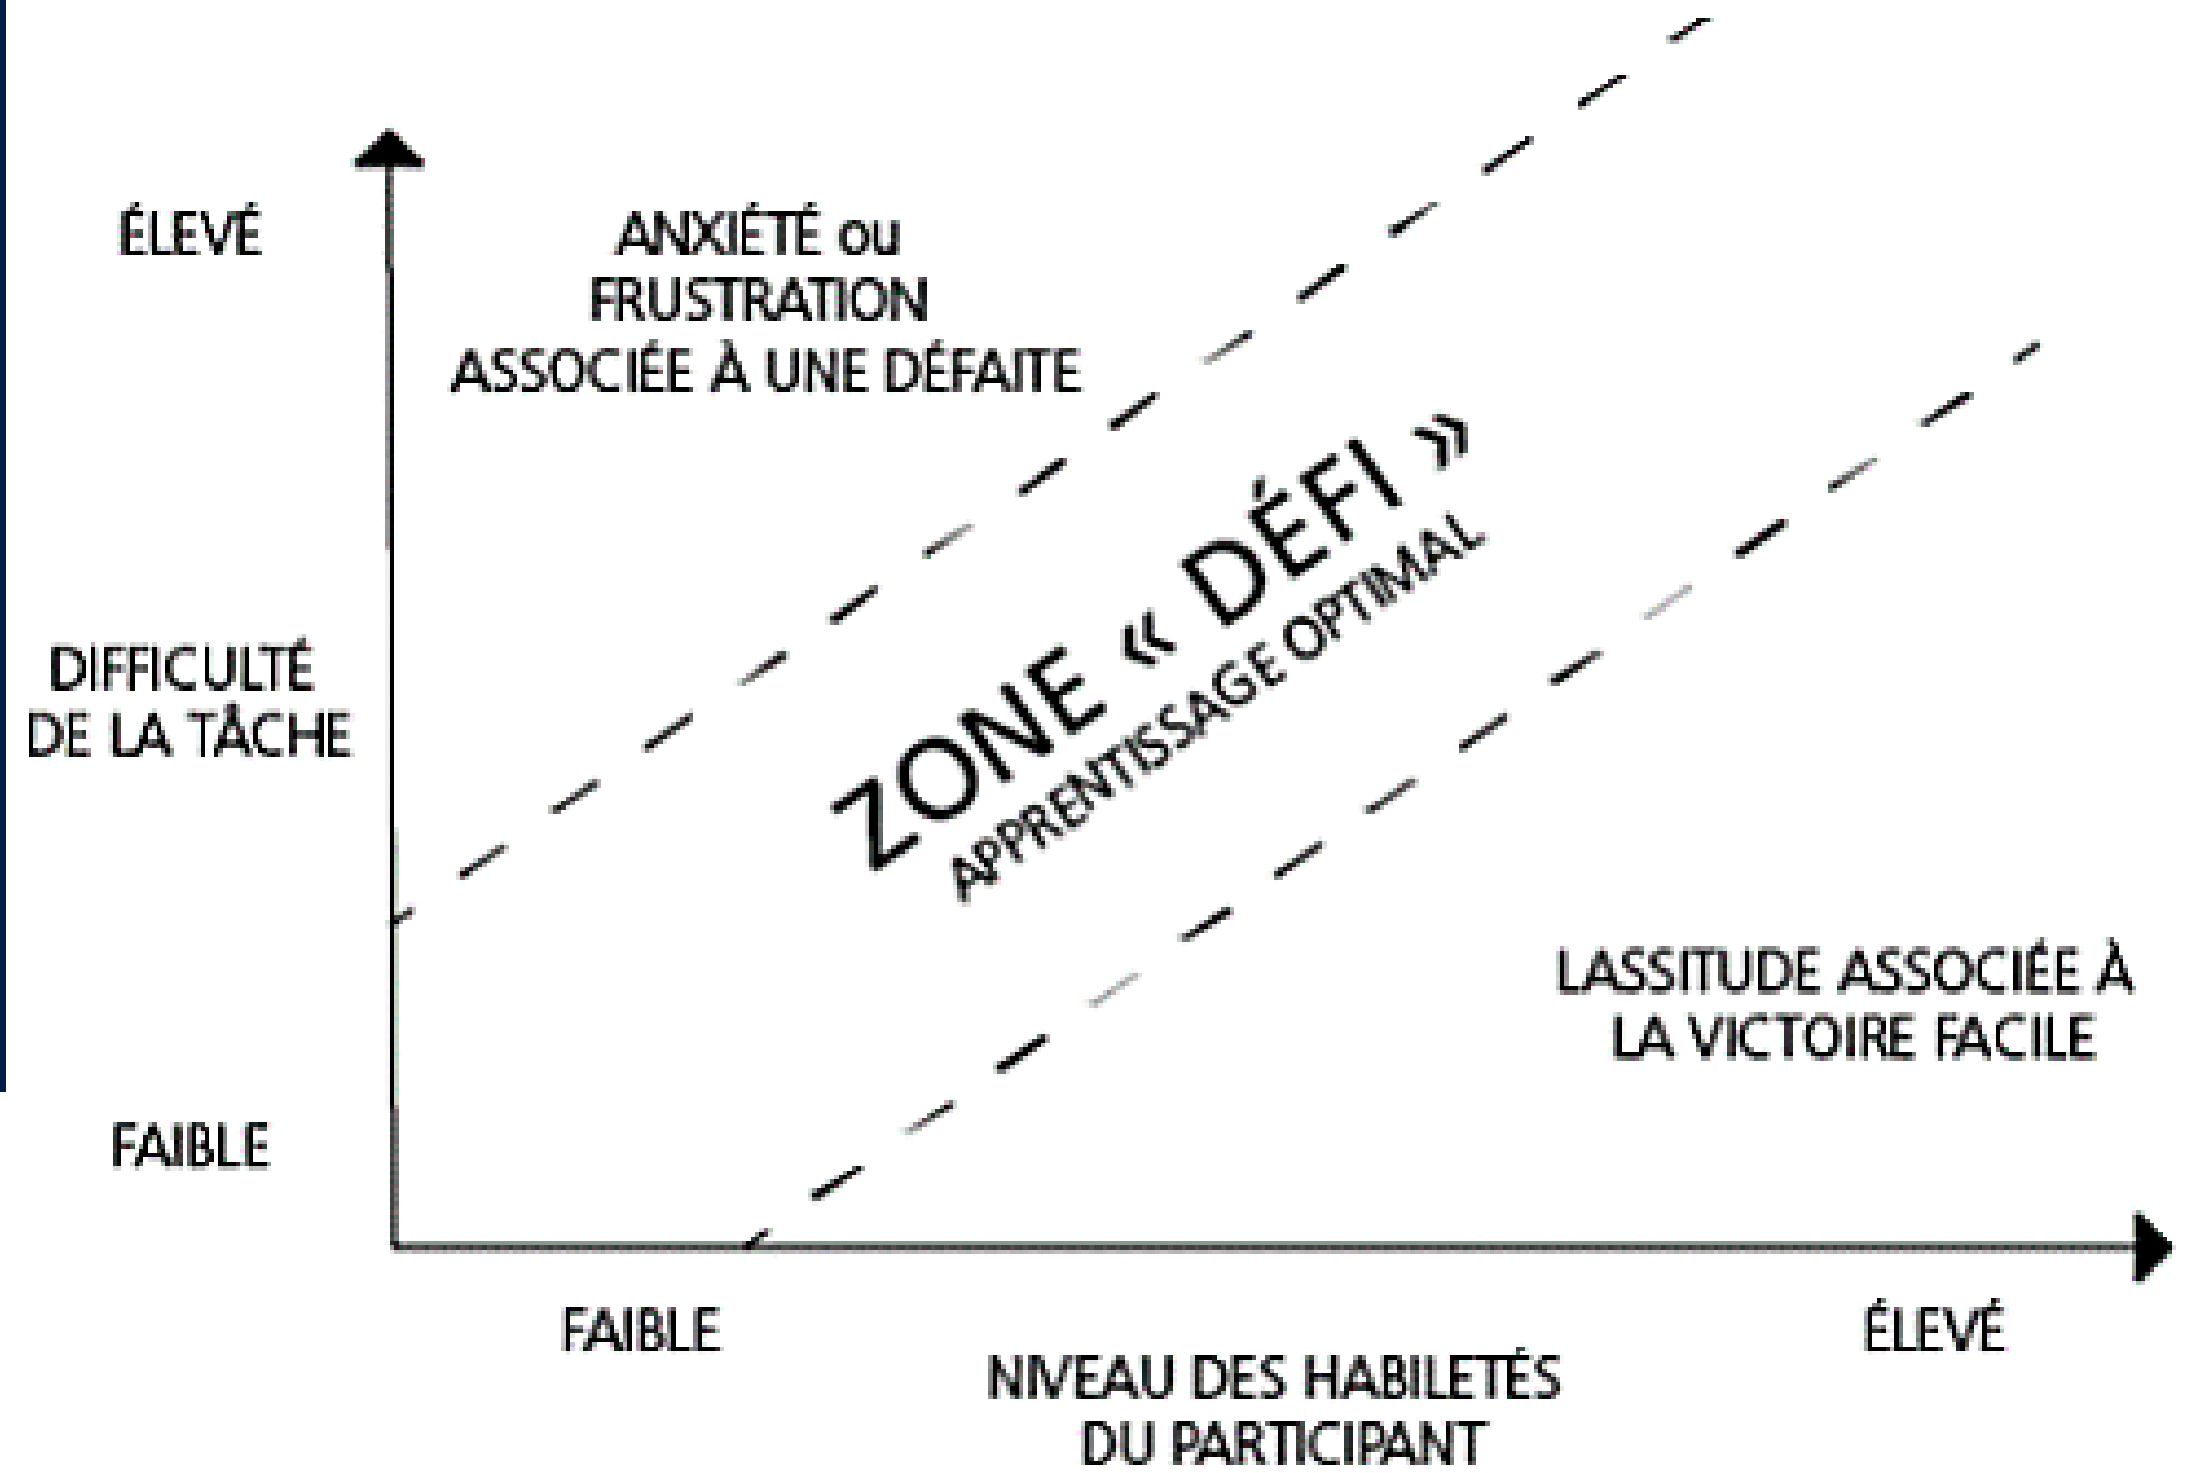 ÉLEVÉ
ANXIÉTÉ ou
FRUSTRATION
ASSOCIÉE À UNE DÉFAITE
DIFFICULTÉ
DE LA TÂCHE
ZONE « DÉFI »
APPRENTISSAGE OPTIMAL
LASSITUDE ASSOCIÉE À
LA VICTOIRE FACILE
FAIBLE
FAIBLE
ÉLEVÉ
NIVEAU DES HABILETÉS
DU PARTICIPANT